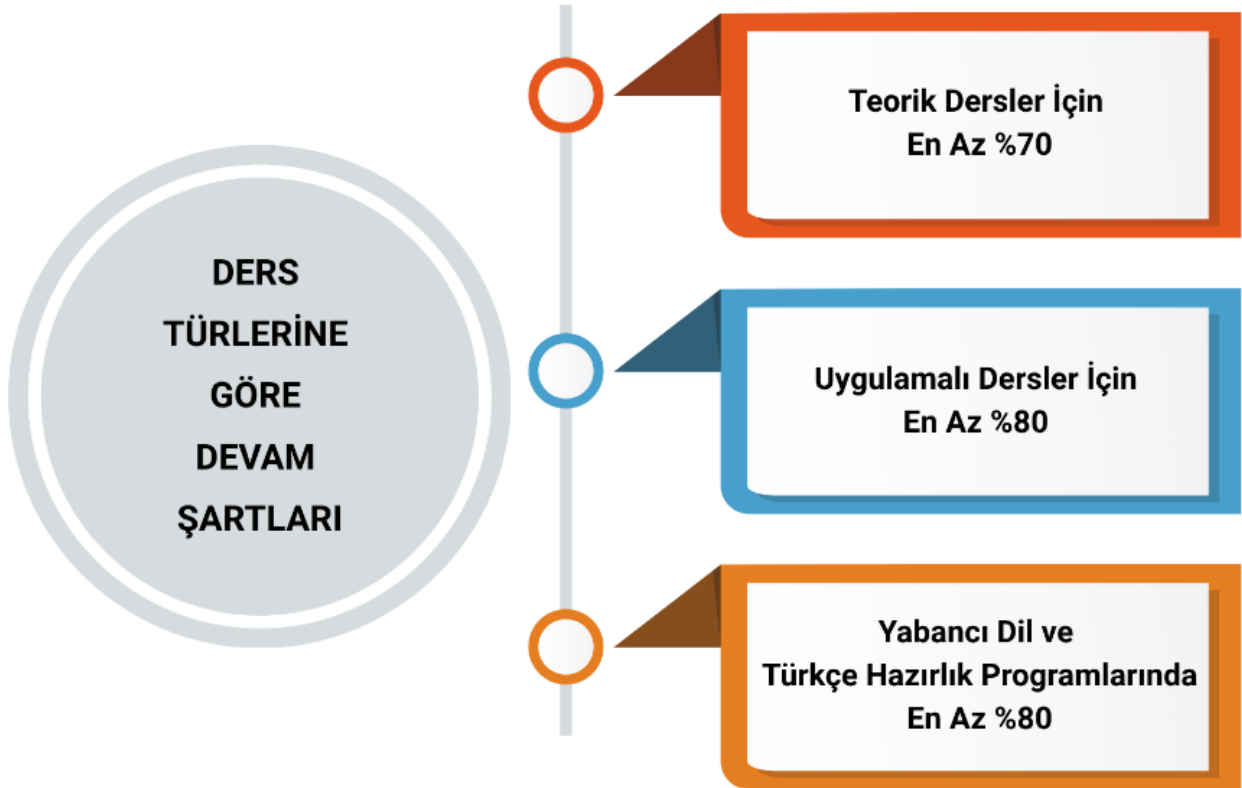 DERS
TÜRLERİNE
GÖRE
DEVAM
ŞARTLARI
Teorik Dersler İçin
En Az %70
Uygulamalı Dersler İçin
En Az %80
Yabancı Dil ve
Türkçe Hazırlık Programlarında
En Az %80